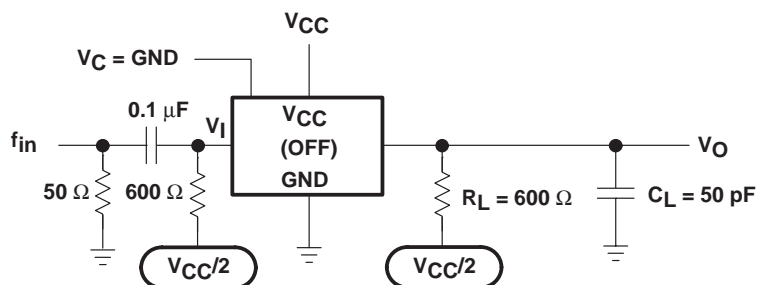 VCC
VC = GND
0.1 μF
VCC
fin
VI
(OFF)
VO
GND
50 Ω
600 Ω
RL = 600 Ω
CL = 50 pF
VCC/2
VCC/2